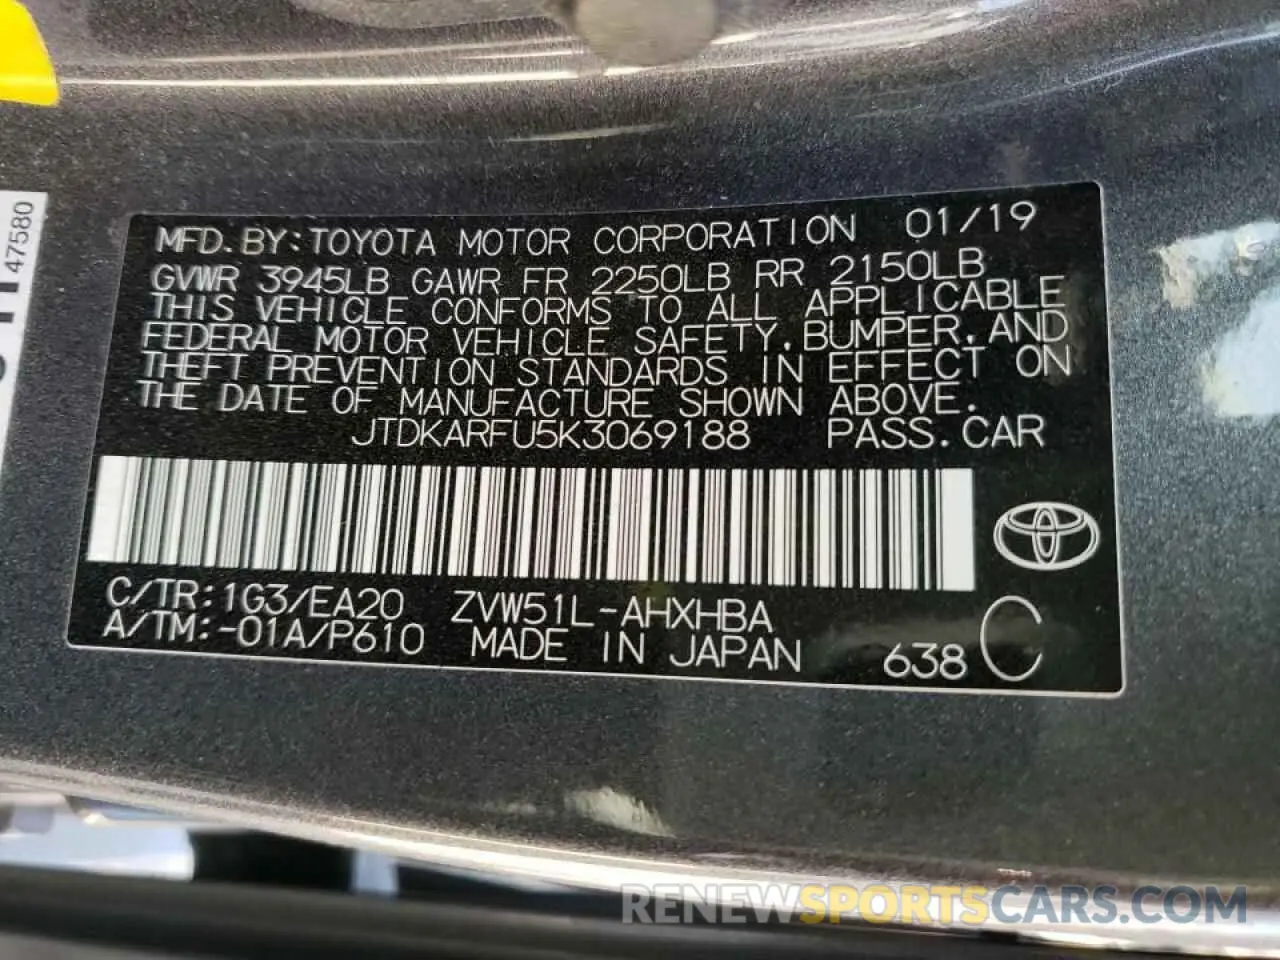 47580
MFD. BY: TOYOTA MOTOR CORPORATION 01/19
GVWR 3945LB GAWR FR 2250LB RR 2150LB
THIS VEHICLE CONFORMS TO ALL APPLICABLE
FEDERAL MOTOR VEHICLE SAFETY, BUMPER, AND
THEFT PREVENTION STANDARDS IN EFFECT ON
THE DATE OF MANUFACTURE SHOWN ABOVE.
JTDKARFU5K3069188 PASS. CAR
C/TR: 1G3/EA20 ZVW51L-AHXHBA
A/TM: -01A/P610 MADE IN JAPAN 638 C
RENEWSPORTSCARS.COM